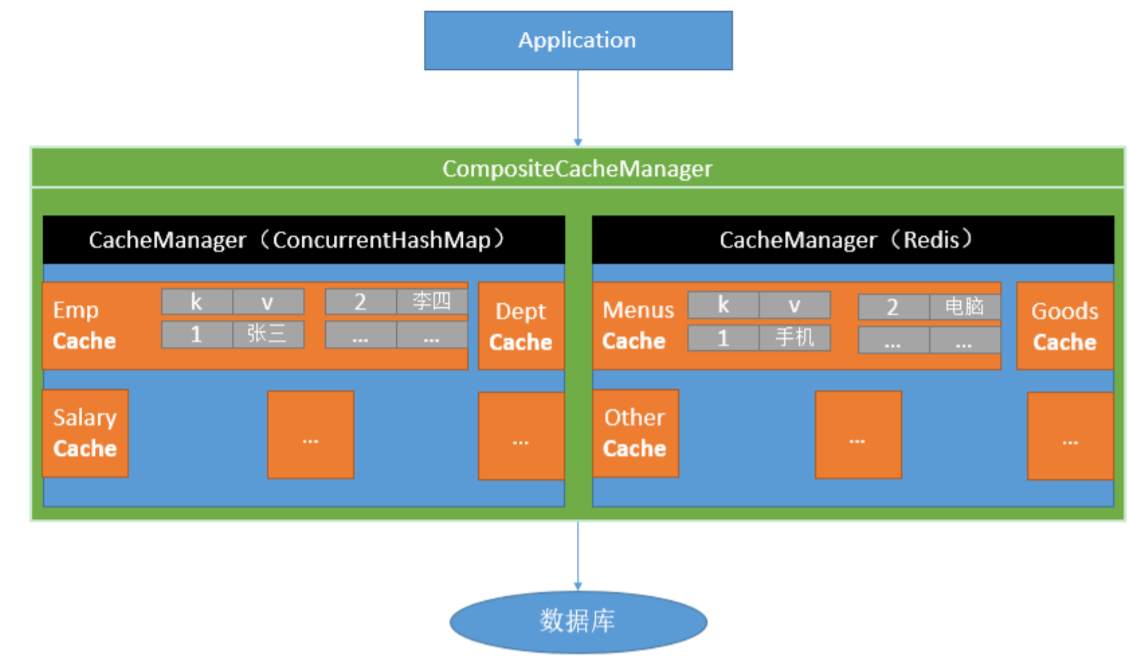 Application
CompositeCacheManager
CacheManager（ConcurrentHashMap）
Emp
Cache
k v
1 张三
2 李四
... ...
Dept
Cache
Salary
Cache
...
...
CacheManager（Redis）
Menus
Cache
k v
1 手机
2 电脑
... ...
Goods
Cache
Other
Cache
...
...
数据库